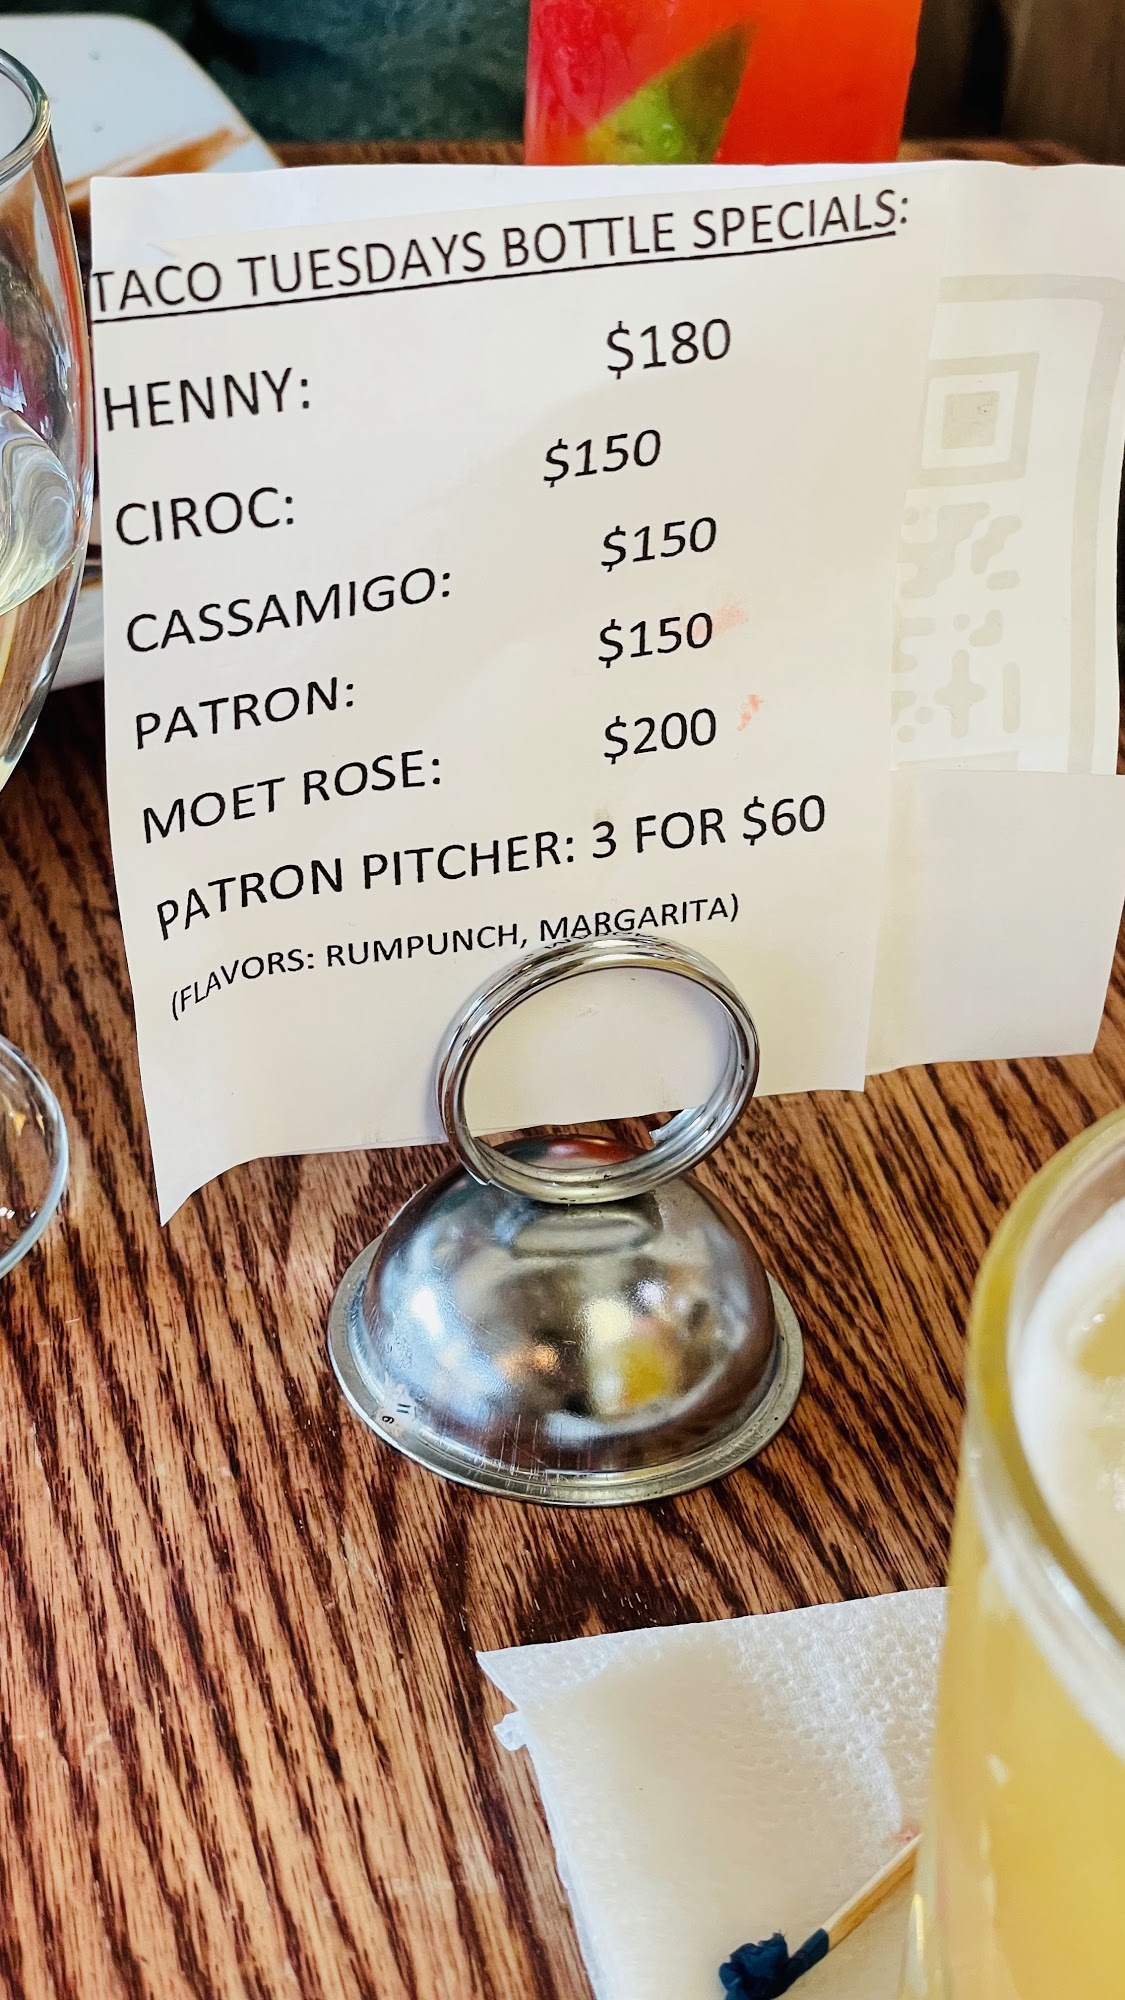 TACO TUESDAYS BOTTLE SPECIALS:
HENNY: $180
CIROC: $150
CASSAMIGO: $150
PATRON: $150
MOET ROSE: $200
PATRON PITCHER: 3 FOR $60
(FLAVORS: RUMPUNCH, MARGARITA)